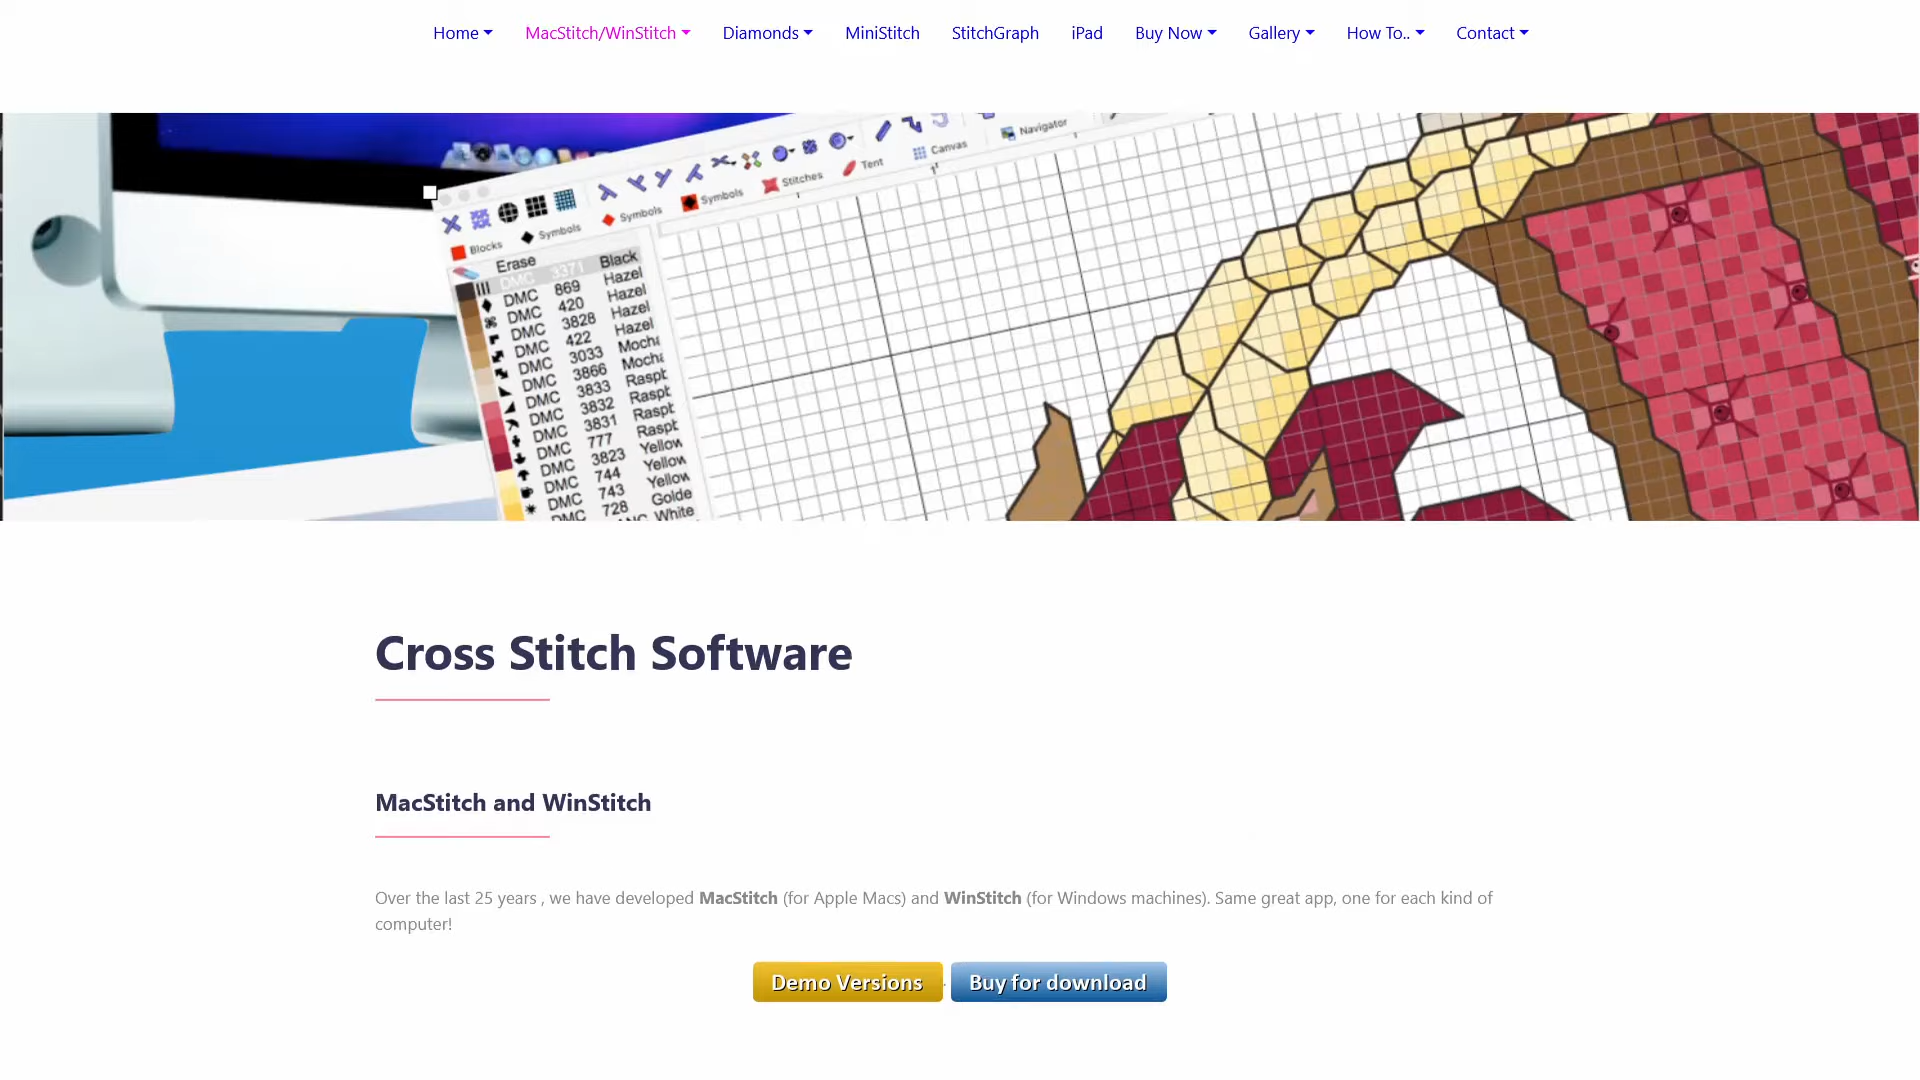 Home MacStitch/WinStitch Diamonds MiniStitch StitchGraph iPad Buy Now Gallery How To.. Contact
Navigator
Canvas
Tent
Stitches
Symbols
Symbols
Symbols
Blocks
Erase
DMC 3371 Black
DMC 869 Hazel
DMC 420 Hazel
DMC 3828 Hazel
DMC 422 Hazel
DMC 3033 Mocha
DMC 3866 Mocha
DMC 3833 Raspb
DMC 3832 Raspb
DMC 3831 Raspb
DMC 777 Raspb
DMC 3823 Yellow
DMC 744 Yellow
DMC 743 Yellow
DMC 728 Golde
White
Cross Stitch Software
MacStitch and WinStitch
Over the last 25 years , we have developed MacStitch (for Apple Macs) and WinStitch (for Windows machines). Same great app, one for each kind of
computer!
Demo Versions . Buy for download